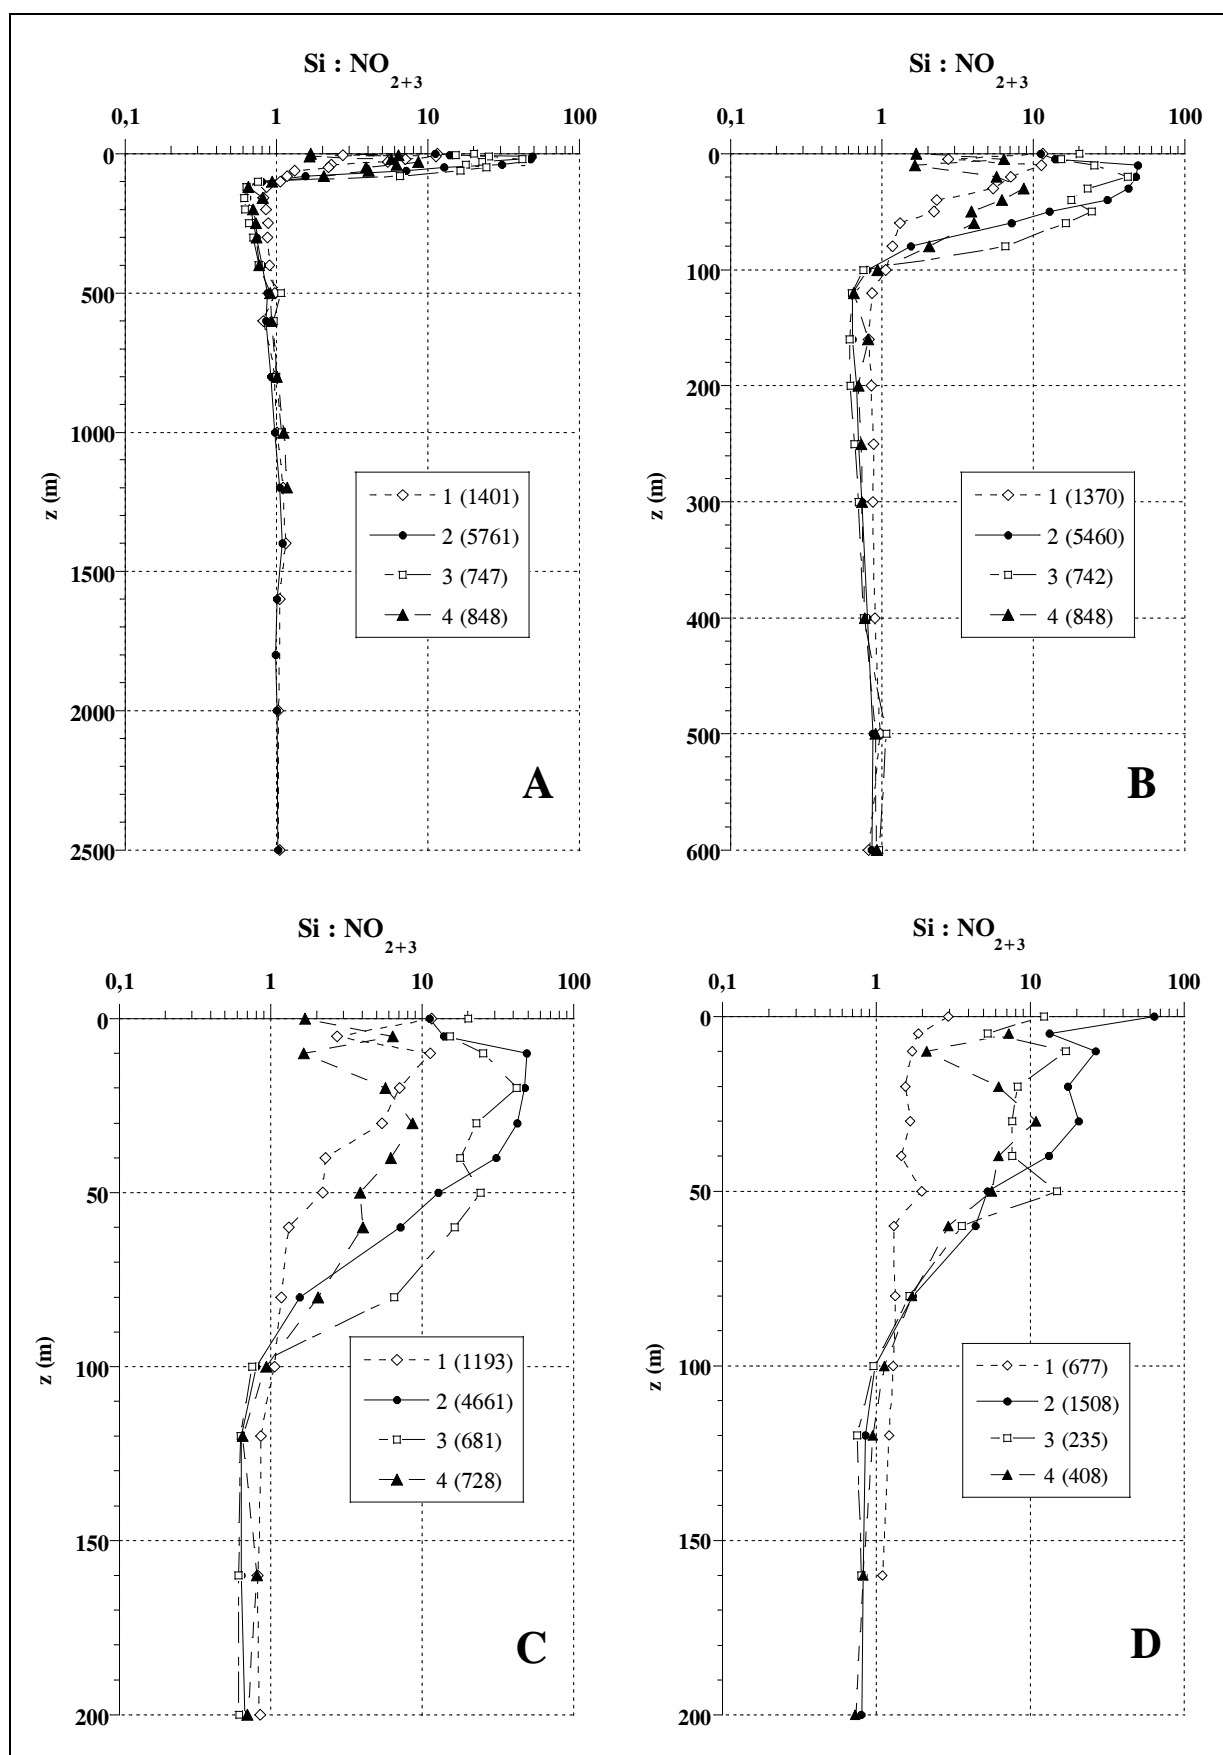 Si : NO2+3
0,1 1 10 100
0
500
1000
1500
2000
2500
z (m)
1 (1401)
2 (5761)
3 (747)
4 (848)
A
Si : NO2+3
0,1 1 10 100
0
100
200
300
400
500
600
z (m)
1 (1370)
2 (5460)
3 (742)
4 (848)
B
Si : NO2+3
0,1 1 10 100
0
50
100
150
200
z (m)
1 (1193)
2 (4661)
3 (681)
4 (728)
C
Si : NO2+3
0,1 1 10 100
0
50
100
150
200
z (m)
1 (677)
2 (1508)
3 (235)
4 (408)
D